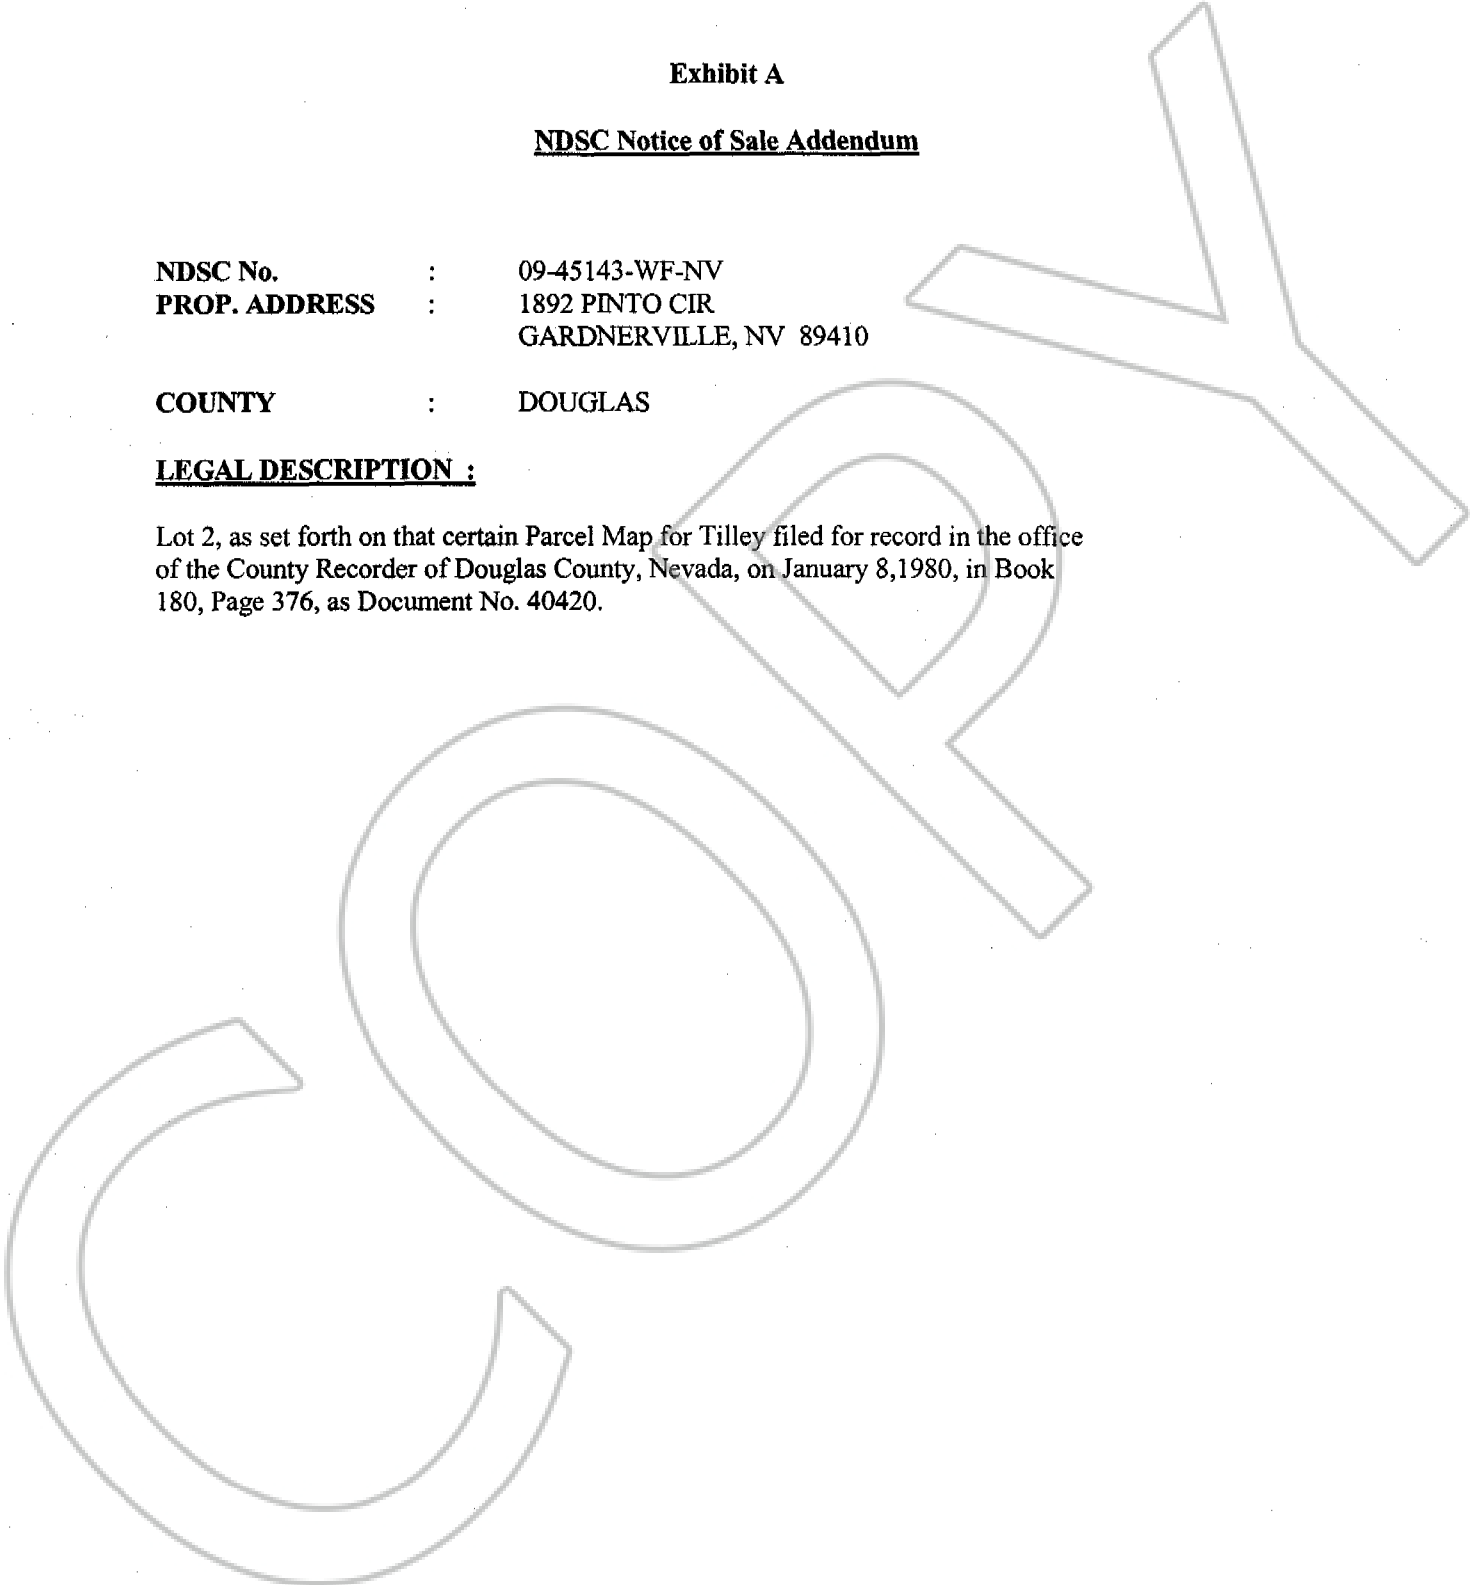 Exhibit A
NDSC Notice of Sale Addendum
NDSC No. : 09-45143-WF-NV
PROP. ADDRESS : 1892 PINTO CIR
GARDNERVILLE, NV 89410
COUNTY : DOUGLAS
LEGAL DESCRIPTION :
Lot 2, as set forth on that certain Parcel Map for Tilley filed for record in the office
of the County Recorder of Douglas County, Nevada, on January 8,1980, in Book
180, Page 376, as Document No. 40420.
COPY